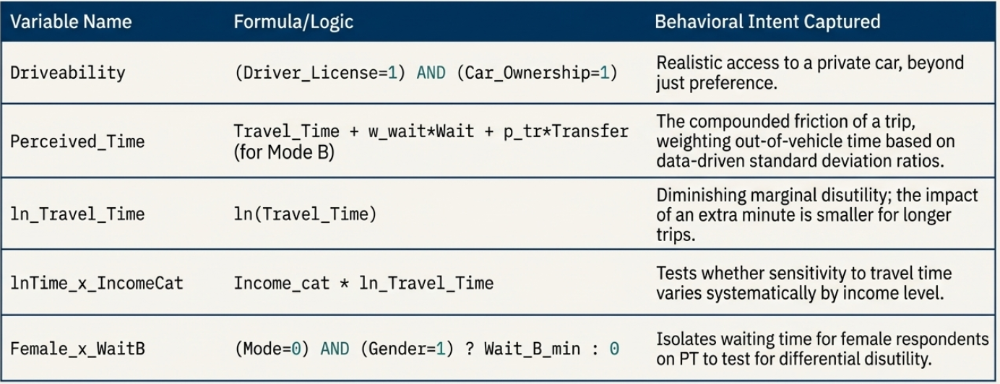 Variable Name Formula/Logic Behavioral Intent Captured
Driveability (Driver_License=1) AND (Car_Ownership=1) Realistic access to a private car, beyond
just preference.
Perceived_Time Travel_Time + w_wait*Wait + p_tr*Transfer
(for Mode B) The compounded friction of a trip,
weighting out-of-vehicle time based on
data-driven standard deviation ratios.
ln_Travel_Time ln(Travel_Time) Diminishing marginal disutility; the impact
of an extra minute is smaller for longer
trips.
lnTime_x_IncomeCat Income_cat * ln_Travel_Time Tests whether sensitivity to travel time
varies systematically by income level.
Female_x_WaitB (Mode=0) AND (Gender=1) ? Wait_B_min : 0 Isolates waiting time for female respondents
on PT to test for differential disutility.